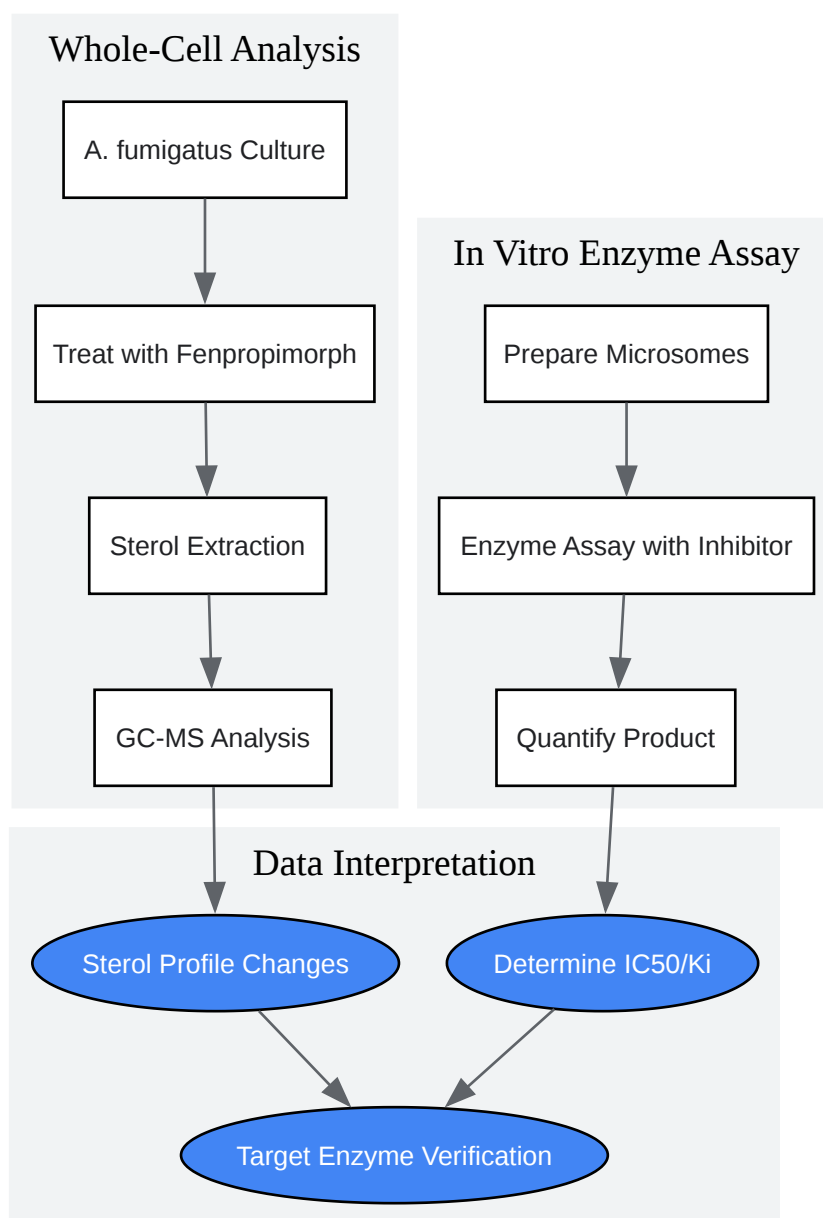 Whole-Cell Analysis
A. fumigatus Culture
Treat with Fenpropimorph
Sterol Extraction
GC-MS Analysis
In Vitro Enzyme Assay
Prepare Microsomes
Enzyme Assay with Inhibitor
Quantify Product
Data Interpretation
Sterol Profile Changes
Determine IC50/Ki
Target Enzyme Verification